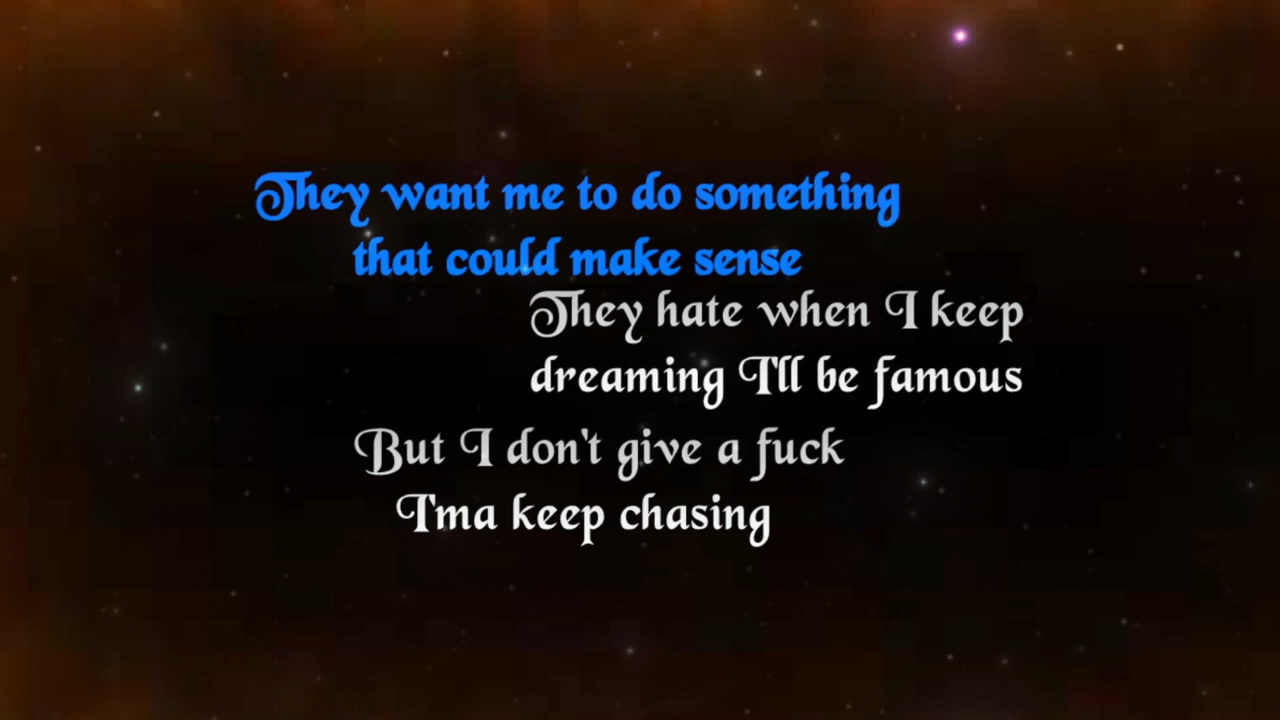 They want me to do something
that could make sense
They hate when I keep
dreaming I'll be famous
But I don't give a fuck
I'ma keep chasing